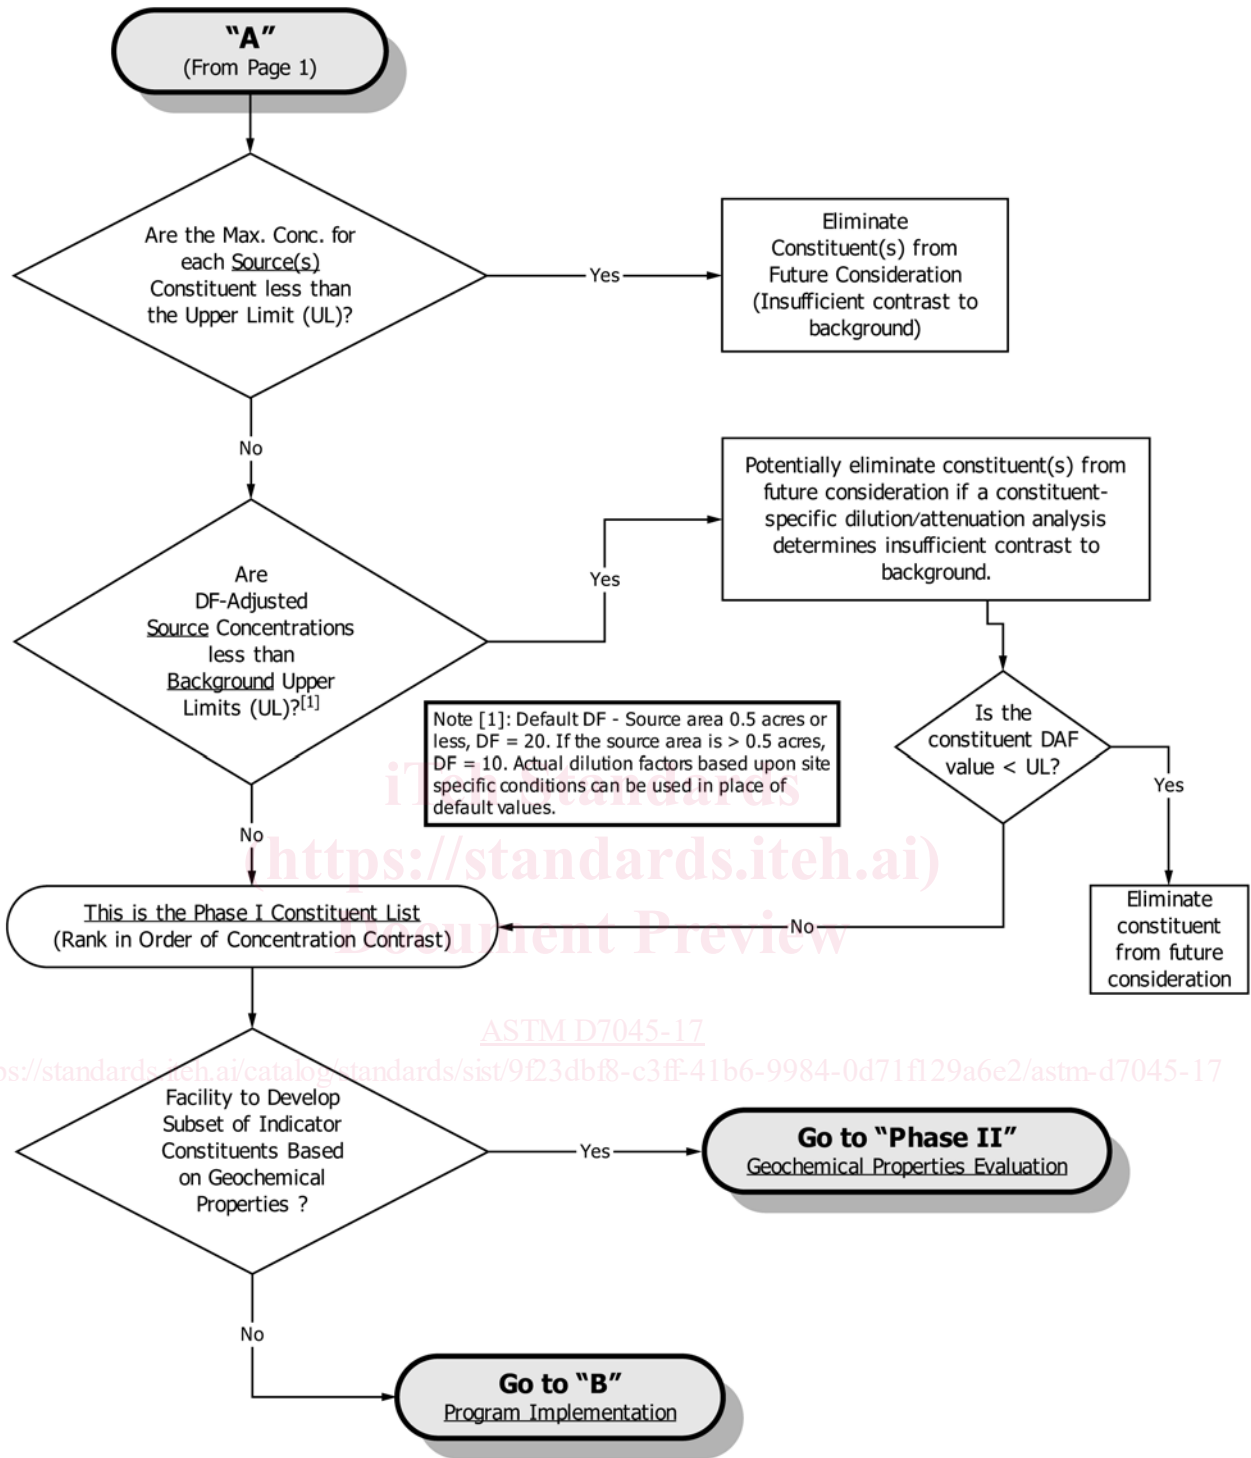 “A”
(From Page 1)
Are the Max. Conc. for
each Source(s)
Constituent less than
the Upper Limit (UL)?
Yes
Eliminate
Constituent(s) from
Future Consideration
(Insufficient contrast to
background)
No
Are
DF-Adjusted
Source Concentrations
less than
Background Upper
Limits (UL)?[1]
Yes
Potentially eliminate constituent(s) from
future consideration if a constituent-
specific dilution/attenuation analysis
determines insufficient contrast to
background.
Note [1]: Default DF - Source area 0.5 acres or
less, DF = 20. If the source area is > 0.5 acres,
DF = 10. Actual dilution factors based upon site
specific conditions can be used in place of
default values.
Is the
constituent DAF
value < UL?
Yes
Eliminate
constituent
from future
consideration
No
No
This is the Phase I Constituent List
(Rank in Order of Concentration Contrast)
iTeh Standards
(https://standards.iteh.ai)
Document Preview
ASTM D7045-17
ps://standards.iteh.ai/catalog/standards/sist/9f23dbf8-c3ff-41b6-9984-0d71f129a6e2/astm-d7045-17
Facility to Develop
Subset of Indicator
Constituents Based
on Geochemical
Properties ?
Yes
Go to “Phase II”
Geochemical Properties Evaluation
No
Go to “B”
Program Implementation